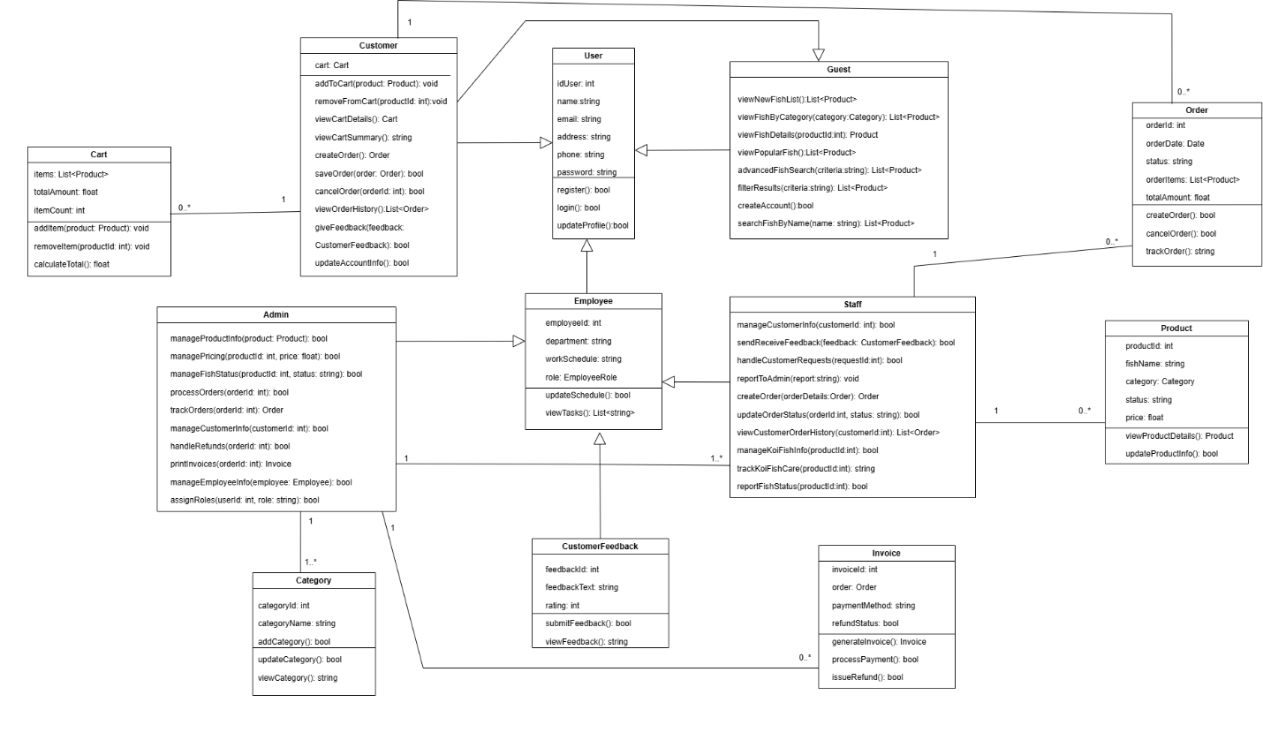 Customer
cart: Cart
addToCart(product: Product): void
removeFromCart(productId: int):void
viewCartDetails(): Cart
viewCartSummary(): string
createOrder(): Order
saveOrder(order: Order): bool
cancelOrder(orderId: int): bool
viewOrderHistory():List<Order>
giveFeedback(feedback:
CustomerFeedback): bool
updateAccountInfo(): bool
1
User
idUser: int
name:string
email: string
address: string
phone: string
password: string
register(): bool
login(): bool
updateProfile():bool
Guest
viewNewFishList():List<Product>
viewFishByCategory(category:Category): List<Product>
viewFishDetails(productId:int): Product
viewPopularFish():List<Product>
advancedFishSearch(criteria:string): List<Product>
filterResults(criteria:string): List<Product>
createAccount():bool
searchFishByName(name: string): List<Product>
0..*
Order
orderId: int
orderDate: Date
status: string
orderItems: List<Product>
totalAmount: float
createOrder(): bool
cancelOrder(): bool
trackOrder(): string
Cart
items: List<Product>
totalAmount: float
itemCount: int
addItem(product: Product): void
removeItem(productId: int): void
calculateTotal(): float
0..*
1
1
0..*
Admin
manageProductInfo(product: Product): bool
managePricing(productId: int, price: float): bool
manageFishStatus(productId: int, status: string): bool
processOrders(orderId: int): bool
trackOrders(orderId: int): Order
manageCustomerInfo(customerId: int): bool
handleRefunds(orderId: int): bool
printInvoices(orderId: int): Invoice
manageEmployeeInfo(employee: Employee): bool
assignRoles(userId: int, role: string): bool
Employee
employeeId: int
department: string
workSchedule: string
role: EmployeeRole
updateSchedule(): bool
viewTasks(): List<string>
Staff
manageCustomerInfo(customerId: int): bool
sendReceiveFeedback(feedback: CustomerFeedback): bool
handleCustomerRequests(requestId:int): bool
reportToAdmin(report:string): void
createOrder(orderDetails:Order): Order
updateOrderStatus(orderId:int, status: string): bool
viewCustomerOrderHistory(customerId:int): List<Order>
manageKoiFishInfo(productId:int): bool
trackKoiFishCare(productId:int): string
reportFishStatus(productId:int): bool
Product
productId: int
fishName: string
category: Category
status: string
price: float
viewProductDetails(): Product
updateProductInfo(): bool
1
0..*
1
1..*
1
1
1..*
Category
categoryId: int
categoryName: string
addCategory(): bool
updateCategory(): bool
viewCategory(): string
CustomerFeedback
feedbackId: int
feedbackText: string
rating: int
submitFeedback(): bool
viewFeedback(): string
Invoice
invoiceId: int
order: Order
paymentMethod: string
refundStatus: bool
generateInvoice(): Invoice
processPayment(): bool
issueRefund(): bool
0..*